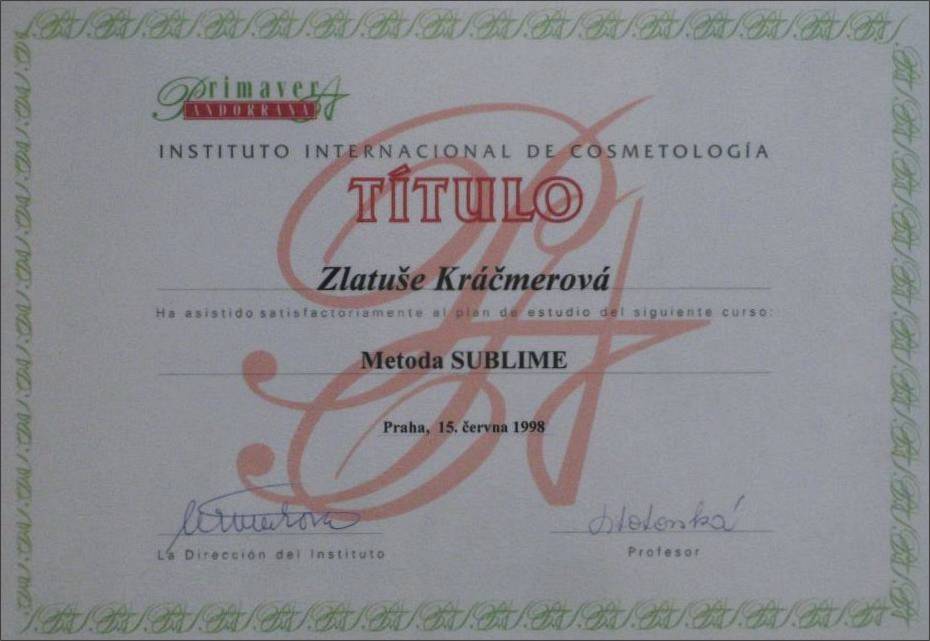 PrimaverA
ANDORRANA
INSTITUTO INTERNACIONAL DE COSMETOLOGÍA
TÍTULO
Zlatuše Kráčmerová
Ha asistido satisfactoriamente al plan de estudio del siguiente curso:
Metoda SUBLIME
Praha, 15. června 1998
La Dirección del Instituto
Profesor